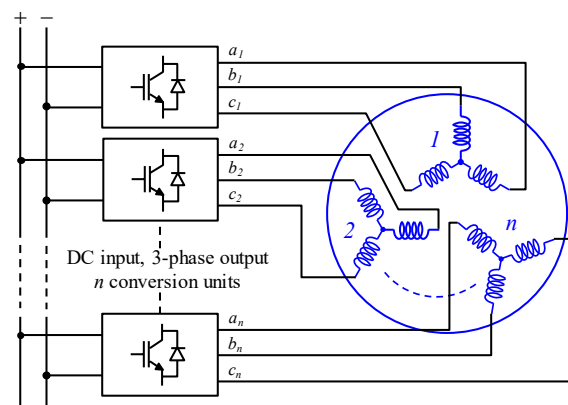 + −
a1
b1
c1
1
a2
b2
c2
2
n
DC input, 3-phase output
n conversion units
an
bn
cn